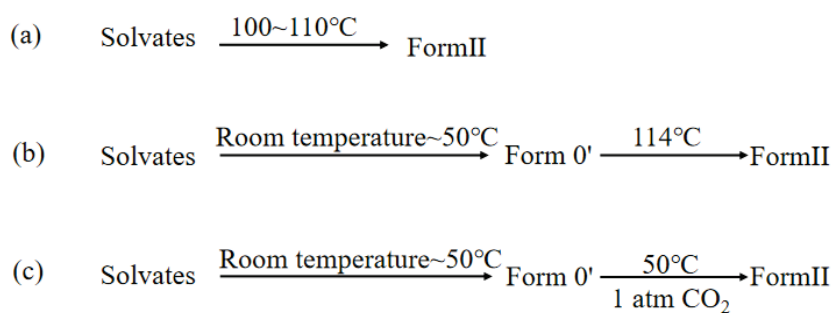 (a) Solvates 100~110℃ FormII
(b) Solvates Room temperature~50℃ Form 0' 114℃ FormII
(c) Solvates Room temperature~50℃ Form 0' 50℃ 1 atm CO₂ FormII